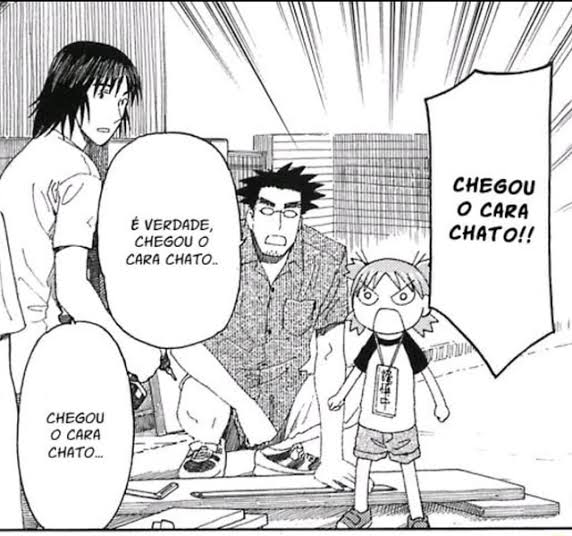 CHEGOU
O CARA
CHATO!!
É VERDADE,
CHEGOU O
CARA CHATO..
CHEGOU
O CARA
CHATO...